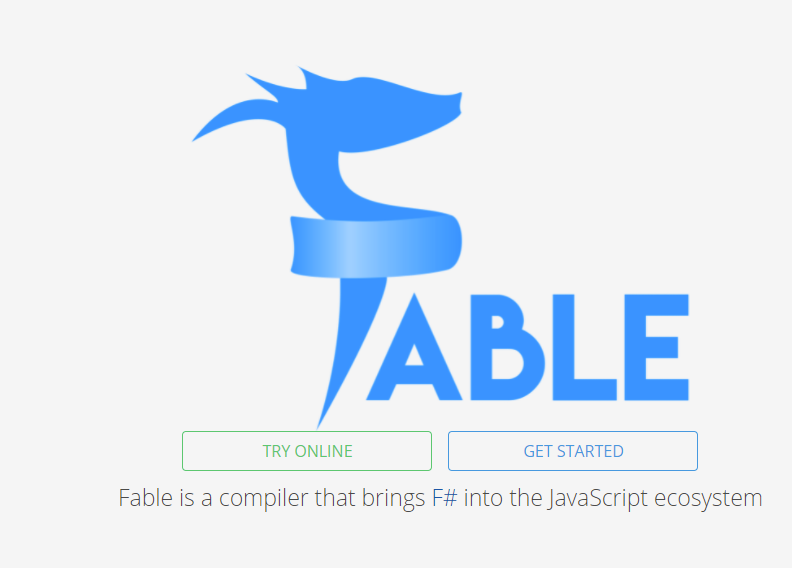 FABLE
TRY ONLINE
GET STARTED
Fable is a compiler that brings F# into the JavaScript ecosystem